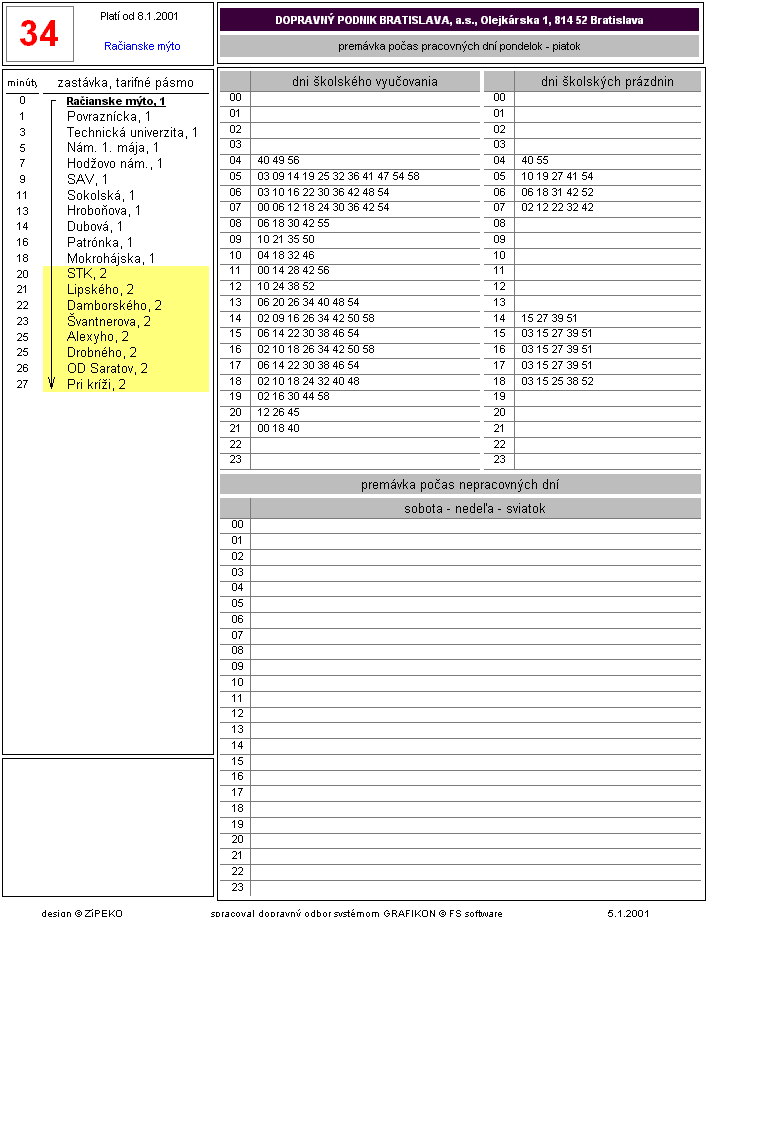 34
Platí od 8.1.2001
Račianske mýto
DOPRAVNÝ PODNIK BRATISLAVA, a.s., Olejkárska 1, 814 52 Bratislava
premávka počas pracovných dní pondelok - piatok
minúty zastávka, tarifné pásmo
0 Račianske mýto, 1
1 Povraznícka, 1
3 Technická univerzita, 1
5 Nám. 1. mája, 1
7 Hodžovo nám., 1
9 SAV, 1
11 Sokolská, 1
13 Hroboňova, 1
14 Dubová, 1
16 Patrónka, 1
18 Mokrohájska, 1
20 STK, 2
21 Lipského, 2
22 Damborského, 2
23 Švantnerova, 2
25 Alexyho, 2
25 Drobného, 2
26 OD Saratov, 2
27 Pri kríži, 2
dni školského vyučovania
00
01
02
03
04 40 49 56
05 03 09 14 19 25 32 36 41 47 54 58
06 03 10 16 22 30 36 42 48 54
07 00 06 12 18 24 30 36 42 54
08 06 18 30 42 55
09 10 21 35 50
10 04 18 32 46
11 00 14 28 42 56
12 10 24 38 52
13 06 20 26 34 40 48 54
14 02 09 16 26 34 42 50 58
15 06 14 22 30 38 46 54
16 02 10 18 26 34 42 50 58
17 06 14 22 30 38 46 54
18 02 10 18 24 32 40 48
19 02 16 30 44 58
20 12 26 45
21 00 18 40
22
23
dni školských prázdnin
00
01
02
03
04 40 55
05 10 19 27 41 54
06 06 18 31 42 52
07 02 12 22 32 42
08
09
10
11
12
13
14 15 27 39 51
15 03 15 27 39 51
16 03 15 27 39 51
17 03 15 27 39 51
18 03 15 25 38 52
19
20
21
22
23
premávka počas nepracovných dní
sobota - nedeľa - sviatok
00
01
02
03
04
05
06
07
08
09
10
11
12
13
14
15
16
17
18
19
20
21
22
23
design © ZíPEKO
spracoval dopravný odbor systémom GRAFIKON © FS software
5.1.2001